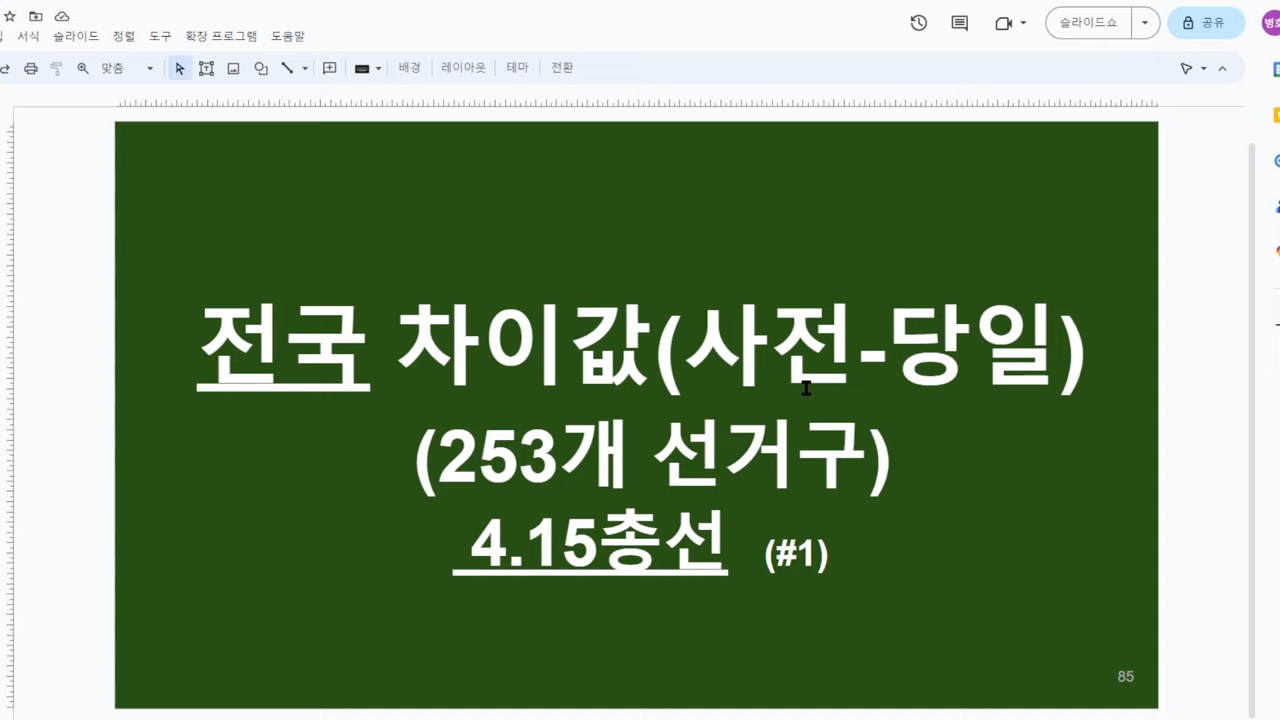 슬라이드쇼
공유
병호
서식 슬라이드 정렬 도구 확장 프로그램 도움말
맞춤 배경 레이아웃 테마 전환
전국 차이값(사전-당일)
(253개 선거구)
4.15총선 (#1)
85